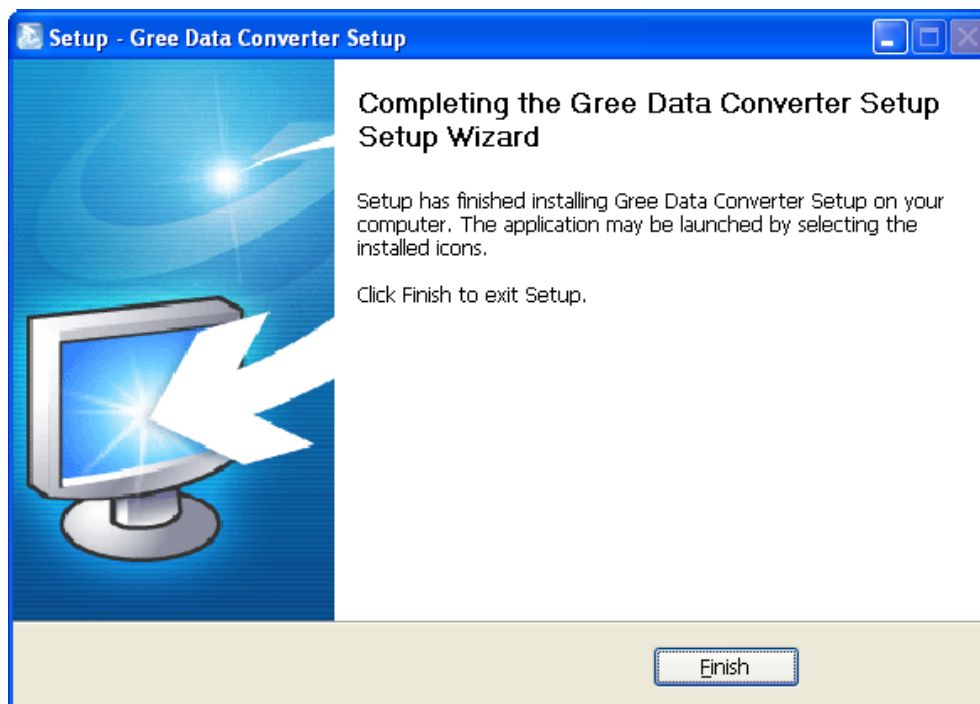 Setup - Gree Data Converter Setup
Completing the Gree Data Converter Setup
Setup Wizard
Setup has finished installing Gree Data Converter Setup on your
computer. The application may be launched by selecting the
installed icons.
Click Finish to exit Setup.
Finish